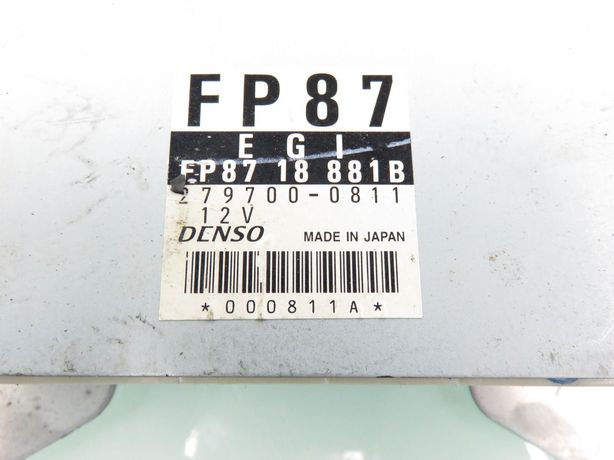 FP87
EGI
FP87 18 881B
279700-0811
12V
DENSO MADE IN JAPAN
*000811A*